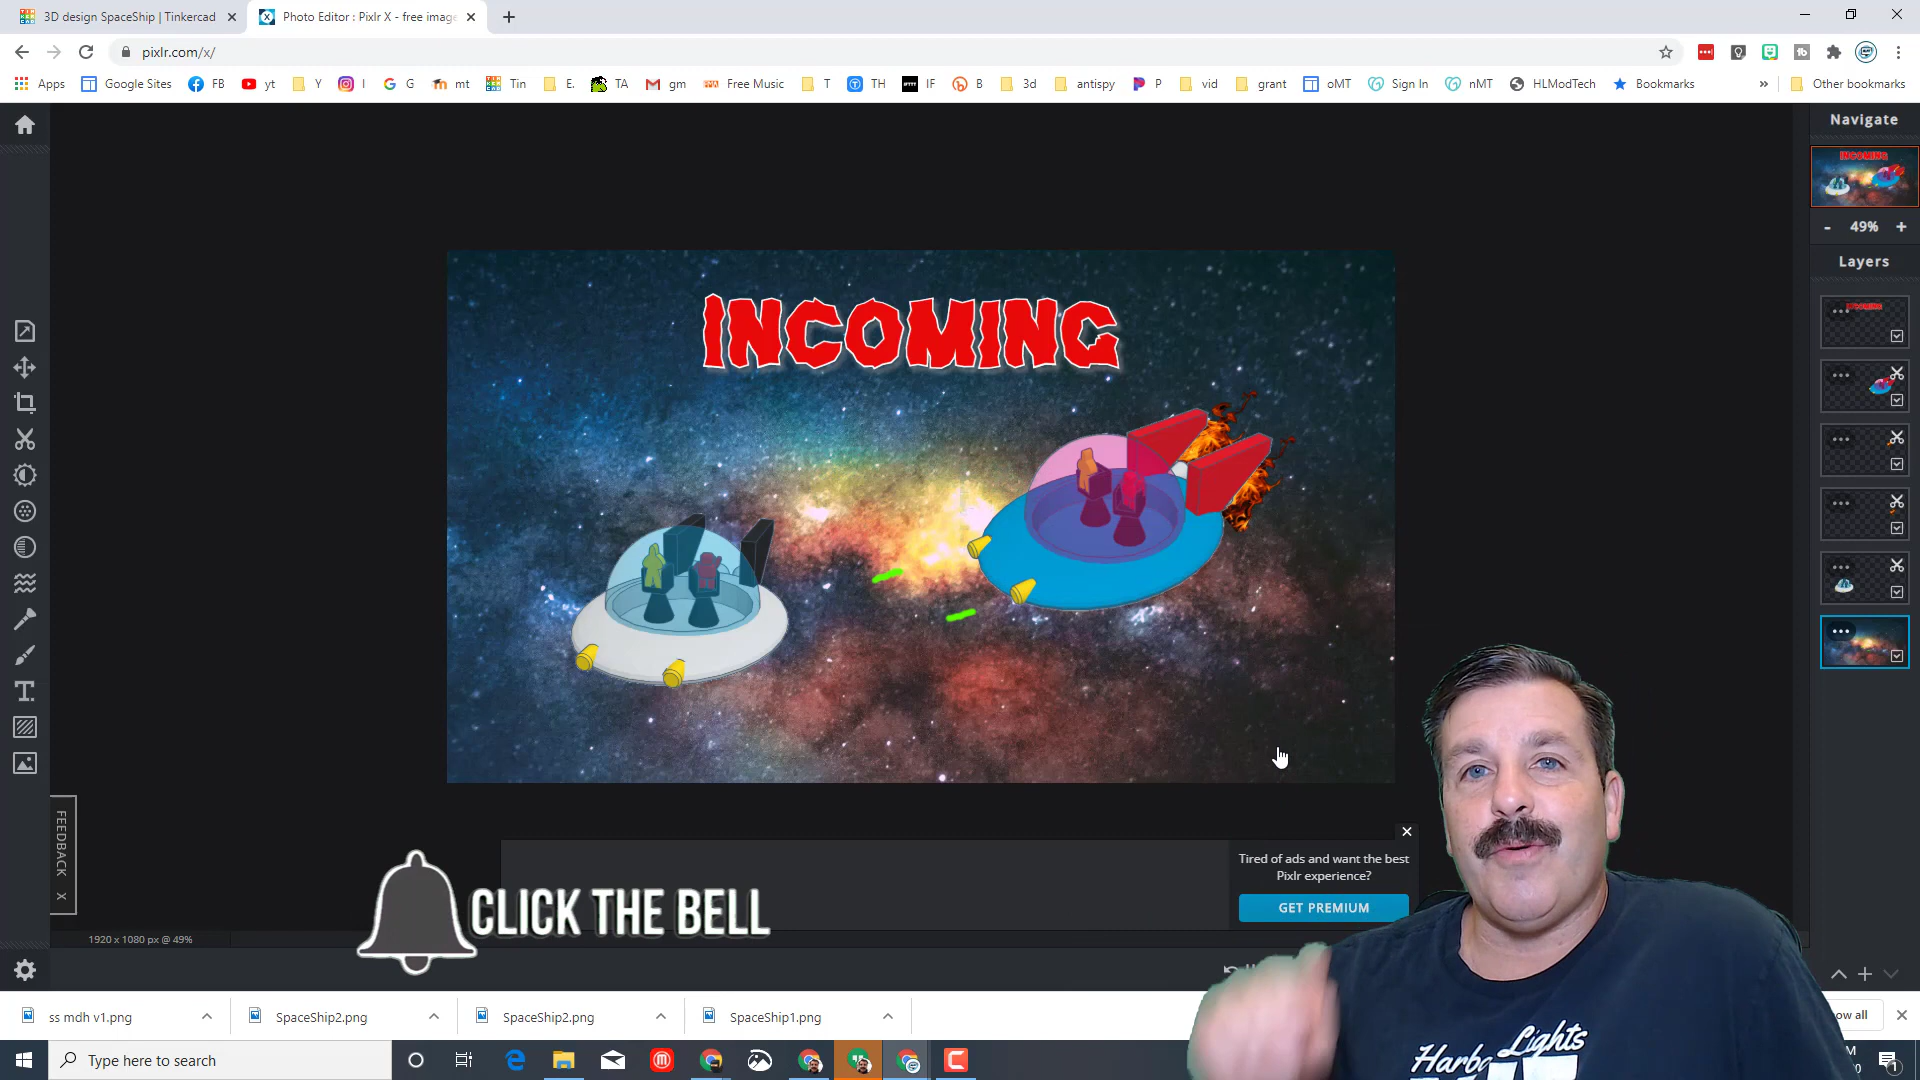 3D design SpaceShip | Tinkercad
Photo Editor : Pixlr X - free imag
pixlr.com/x/
Apps Google Sites FB yt Y I G mt Tin E. TA gm Free Music T TH IF B 3d antispy P vid grant oMT Sign In nMT HLModTech Bookmarks » Other bookmarks
Navigate
INCOMING
- 49% +
Layers
INCOMING
INCOMING
FEEDBACK X
Tired of ads and want the best
Pixlr experience?
GET PREMIUM
CLICK THE BELL
1920 x 1080 px @ 49%
ss mdh v1.png SpaceShip2.png SpaceShip2.png SpaceShip1.png
Type here to search
Lights